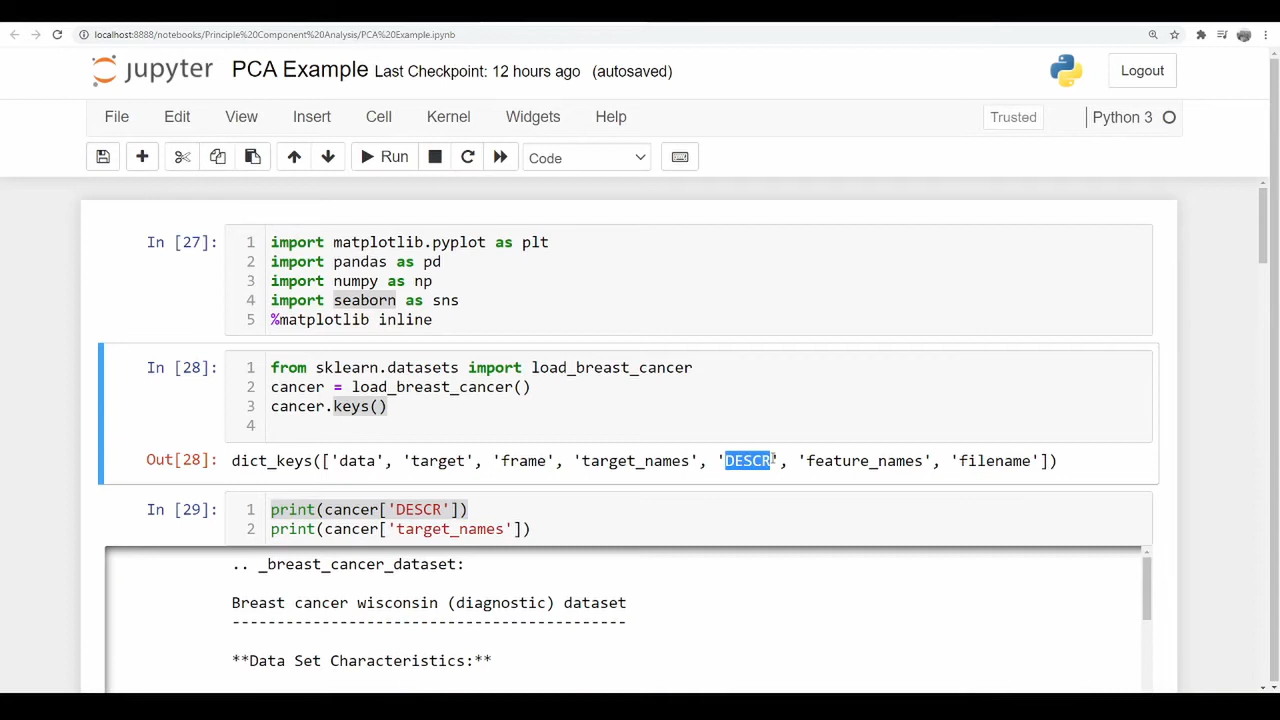 localhost:8888/notebooks/Principle%20Component%20Analysis/PCA%20Example.ipynb
jupyter PCA Example Last Checkpoint: 12 hours ago (autosaved) Logout
File Edit View Insert Cell Kernel Widgets Help Trusted Python 3
Run Code
In [27]: 1 import matplotlib.pyplot as plt
2 import pandas as pd
3 import numpy as np
4 import seaborn as sns
5 %matplotlib inline
In [28]: 1 from sklearn.datasets import load_breast_cancer
2 cancer = load_breast_cancer()
3 cancer.keys()
4
Out[28]: dict_keys(['data', 'target', 'frame', 'target_names', 'DESCR', 'feature_names', 'filename'])
In [29]: 1 print(cancer['DESCR'])
2 print(cancer['target_names'])
.. _breast_cancer_dataset:
Breast cancer wisconsin (diagnostic) dataset
--------------------------------------------
**Data Set Characteristics:**